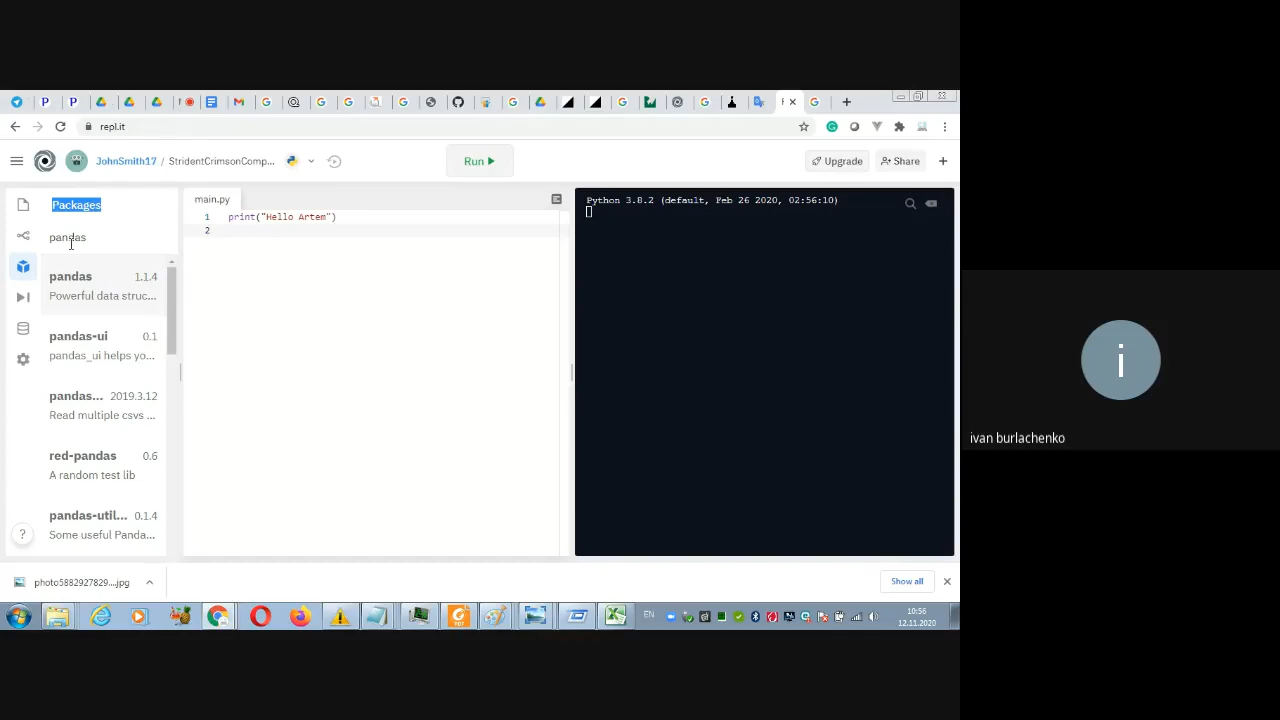 repl.it
JohnSmith17 / StridentCrimsonComp...
Run
Upgrade
Share
Packages
pandas
pandas 1.1.4
Powerful data struc...
pandas-ui 0.1
pandas_ui helps yo...
pandas... 2019.3.12
Read multiple csvs ...
red-pandas 0.6
A random test lib
pandas-util... 0.1.4
Some useful Panda...
?
main.py
1 print("Hello Artem")
2
Python 3.8.2 (default, Feb 26 2020, 02:56:10)
i
ivan burlachenko
photo5882927829....jpg
Show all
EN
10:56
12.11.2020